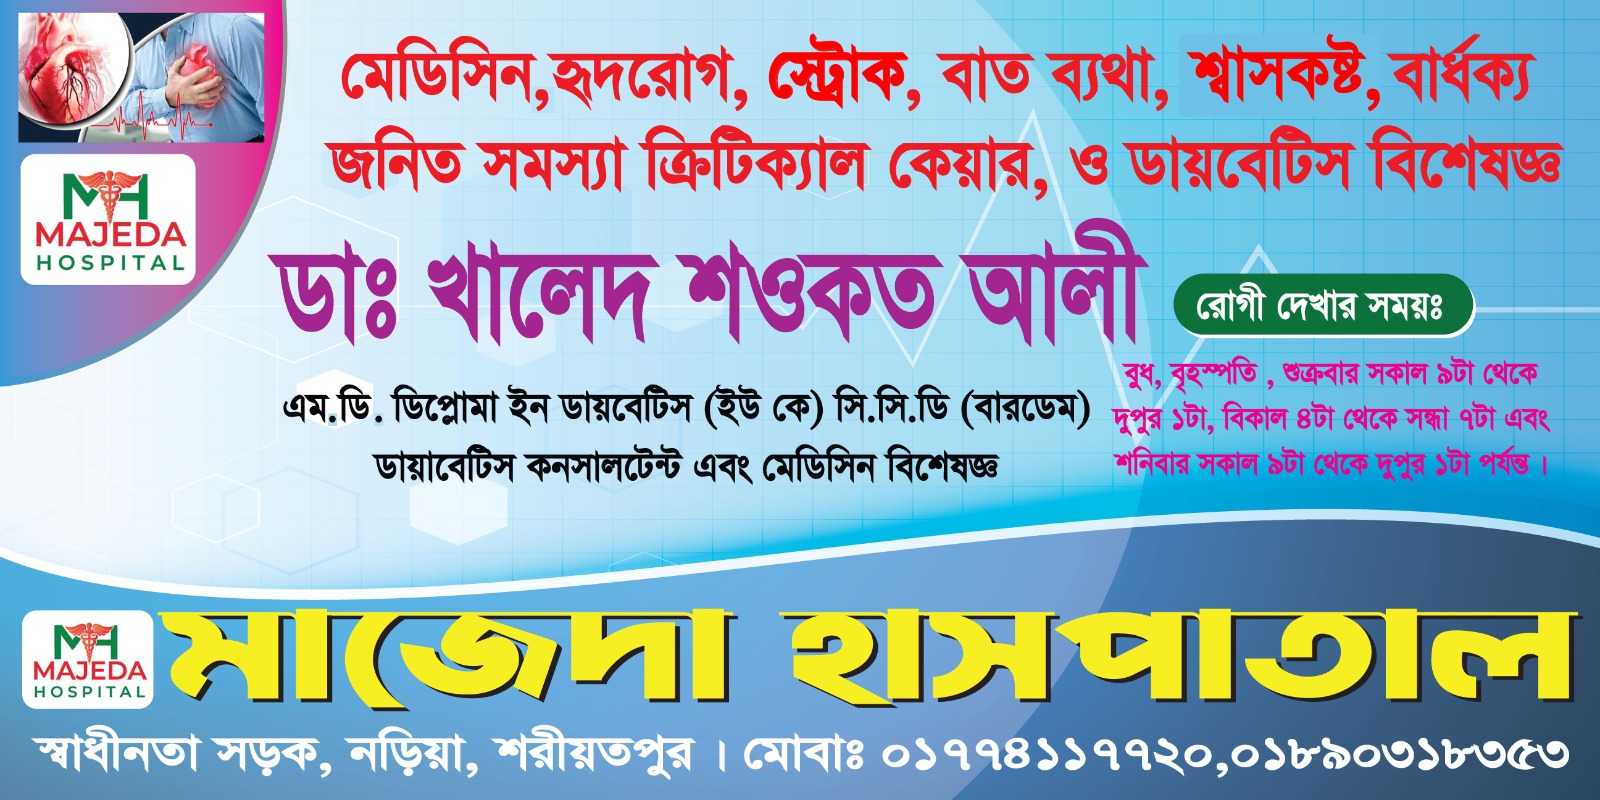 মেডিসিন,হৃদরোগ, স্ট্রোক, বাত ব্যথা, শ্বাসকষ্ট, বার্ধক্য
জনিত সমস্যা ক্রিটিক্যাল কেয়ার, ও ডায়বেটিস বিশেষজ্ঞ
MH
MAJEDA
HOSPITAL
ডাঃ খালেদ শওকত আলী
রোগী দেখার সময়ঃ
বুধ, বৃহস্পতি , শুক্রবার সকাল ৯টা থেকে
দুপুর ১টা, বিকাল ৪টা থেকে সন্ধা ৭টা এবং
শনিবার সকাল ৯টা থেকে দুপুর ১টা পর্যন্ত ।
এম.ডি. ডিপ্লোমা ইন ডায়বেটিস (ইউ কে) সি.সি.ডি (বারডেম)
ডায়াবেটিস কনসালটেন্ট এবং মেডিসিন বিশেষজ্ঞ
MH
MAJEDA
HOSPITAL
মাজেদা হাসপাতাল
স্বাধীনতা সড়ক, নড়িয়া, শরীয়তপুর । মোবাঃ ০১৭৭৪১১৭৭২০,০১৮৯০৩১৮৩৫৩